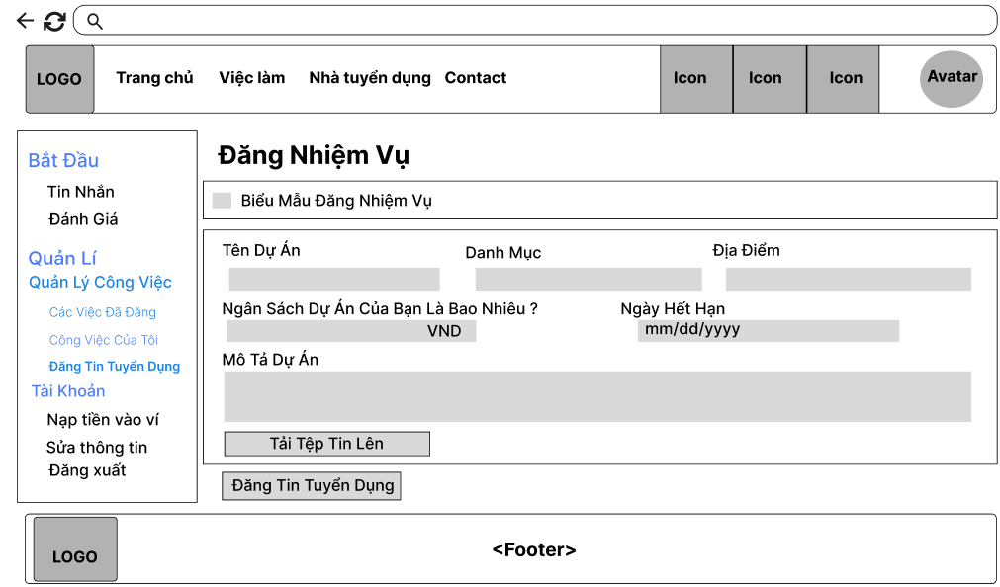 LOGO
Trang chủ
Việc làm
Nhà tuyển dụng
Contact
Icon
Icon
Icon
Avatar
Bắt Đầu
Tin Nhắn
Đánh Giá
Quản Lí
Quản Lý Công Việc
Các Việc Đã Đăng
Công Việc Của Tôi
Đăng Tin Tuyển Dụng
Tài Khoản
Nạp tiền vào ví
Sửa thông tin
Đăng xuất
Đăng Nhiệm Vụ
Biểu Mẫu Đăng Nhiệm Vụ
Tên Dự Án
Danh Mục
Địa Điểm
Ngân Sách Dự Án Của Bạn Là Bao Nhiêu ?
VND
Ngày Hết Hạn
mm/dd/yyyy
Mô Tả Dự Án
Tải Tệp Tin Lên
Đăng Tin Tuyển Dụng
LOGO
<Footer>